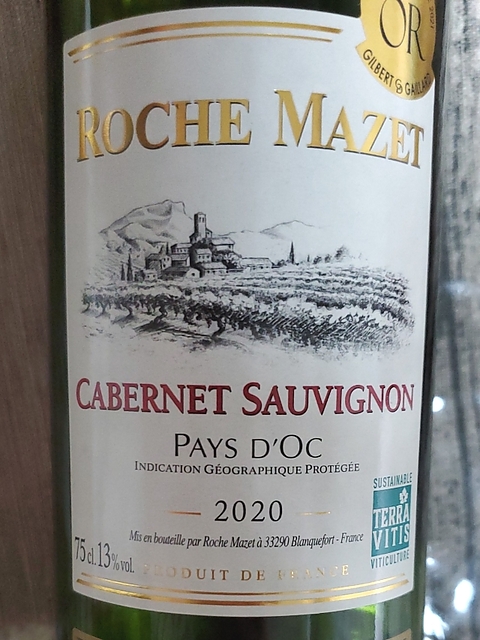 OR
2021
GILBERT & GAILLARD
ROCHE MAZET
CABERNET SAUVIGNON
PAYS D'OC
INDICATION GÉOGRAPHIQUE PROTÉGÉE
2020
Mis en bouteille par Roche Mazet à 33290 Blanquefort - France
75 cl. 13% vol.
PRODUIT DE FRANCE
SUSTAINABLE
TERRA
VITIS
VITICULTURE